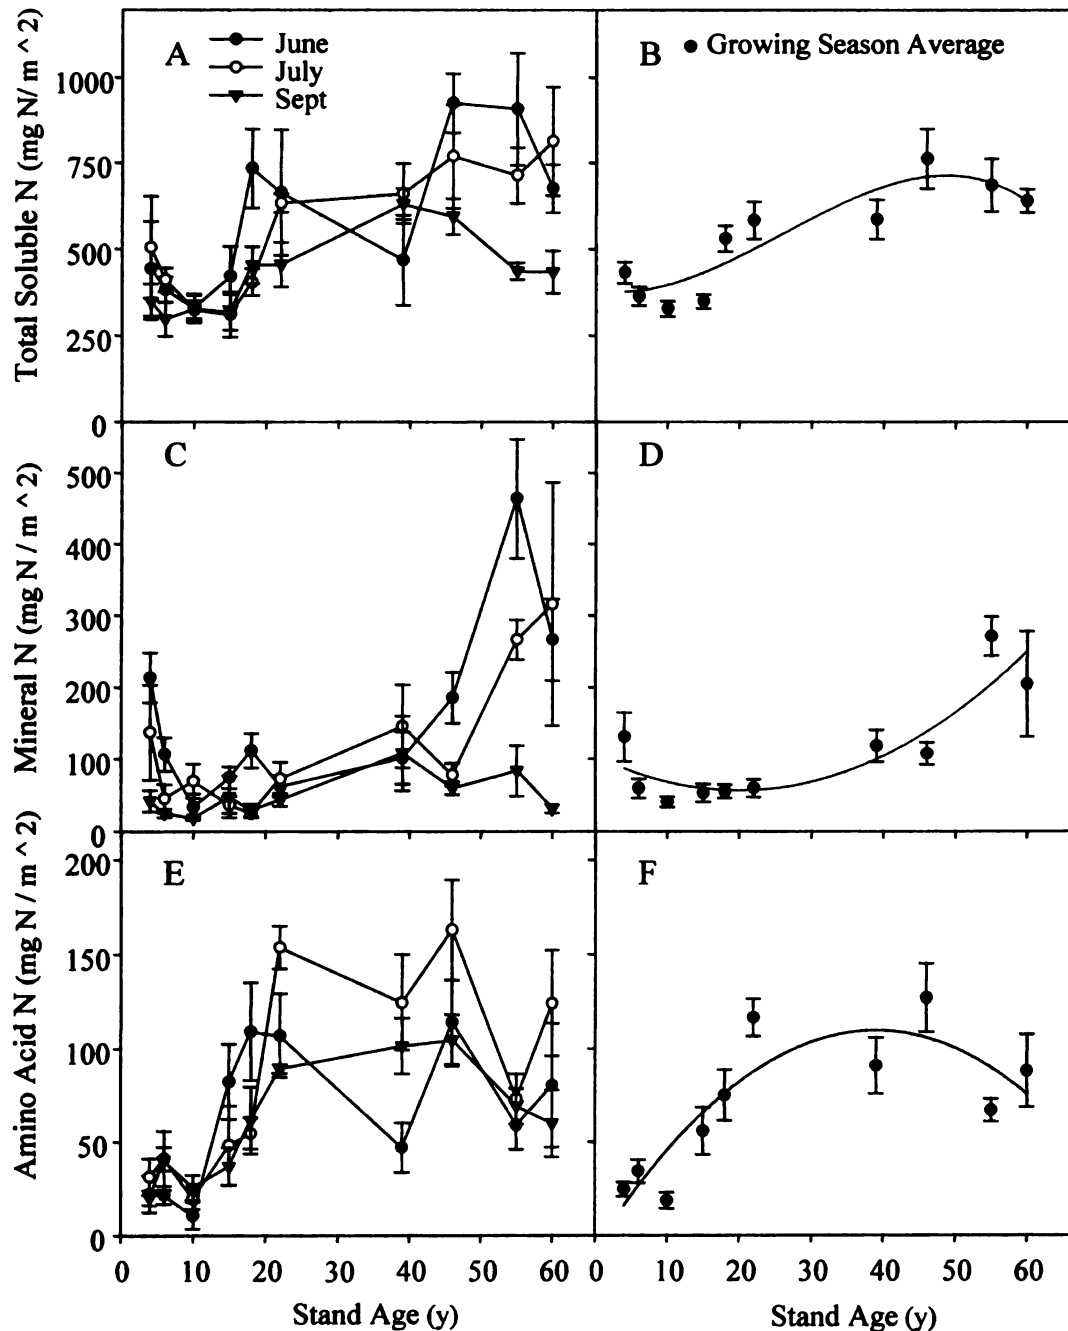 A
June
July
Sept
B
Growing Season Average
Total Soluble N (mg N/ m ^ 2)
1000
750
500
250
0
C
D
Mineral N (mg N / m ^ 2)
500
400
300
200
100
0
E
F
Amino Acid N (mg N / m ^ 2)
200
150
100
50
0
0 10 20 30 40 50 60 0 10 20 30 40 50 60
Stand Age (y) Stand Age (y)